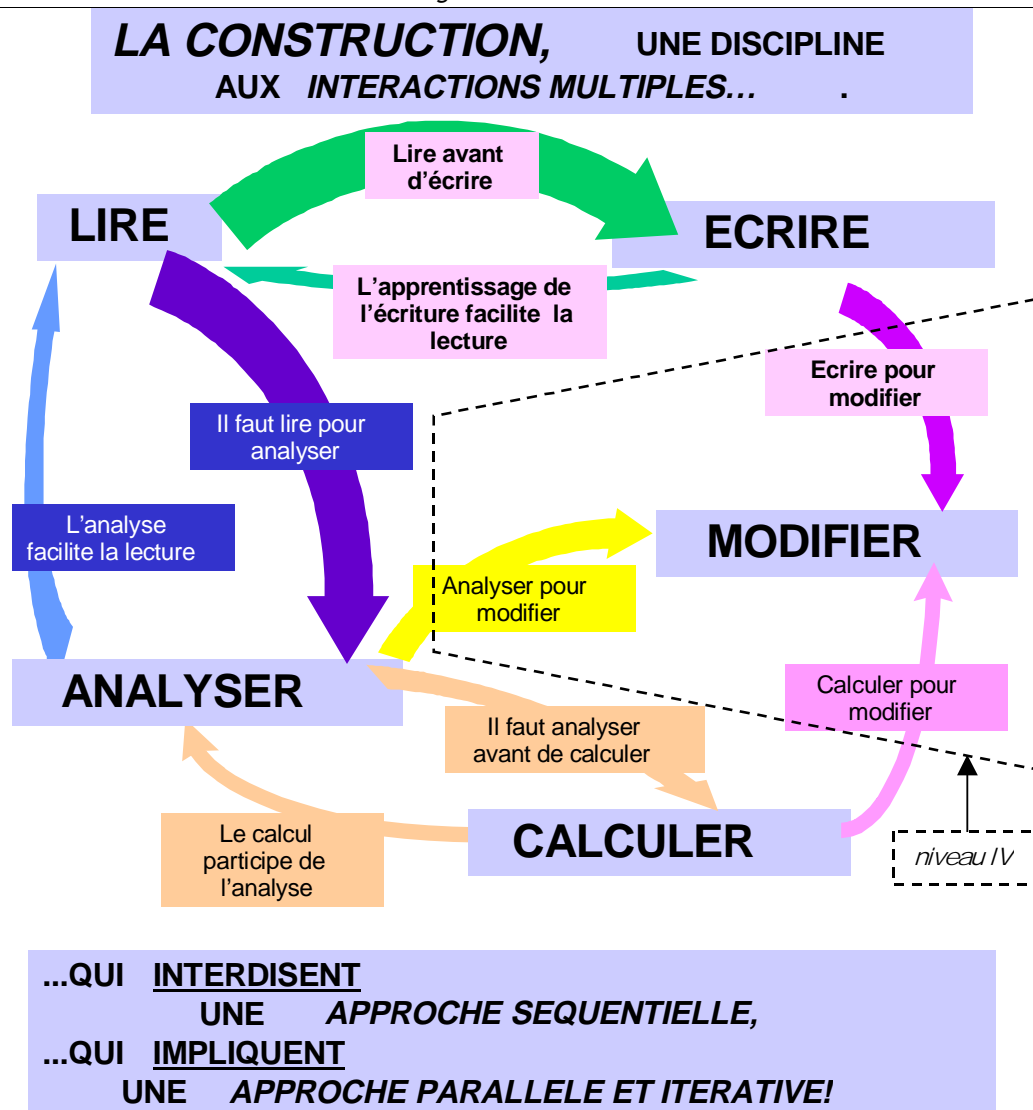 LA CONSTRUCTION, UNE DISCIPLINE
AUX INTERACTIONS MULTIPLES... .
Lire avant
d'écrire
LIRE
ECRIRE
L'apprentissage de
l'écriture facilite la
lecture
Ecrire pour
modifier
Il faut lire pour
analyser
L'analyse
facilite la lecture
MODIFIER
Analyser pour
modifier
ANALYSER
Calculer pour
modifier
Il faut analyser
avant de calculer
Le calcul
participe de
l'analyse
CALCULER
niveau IV
...QUI INTERDISENT
UNE APPROCHE SEQUENTIELLE,
...QUI IMPLIQUENT
UNE APPROCHE PARALLELE ET ITERATIVE!